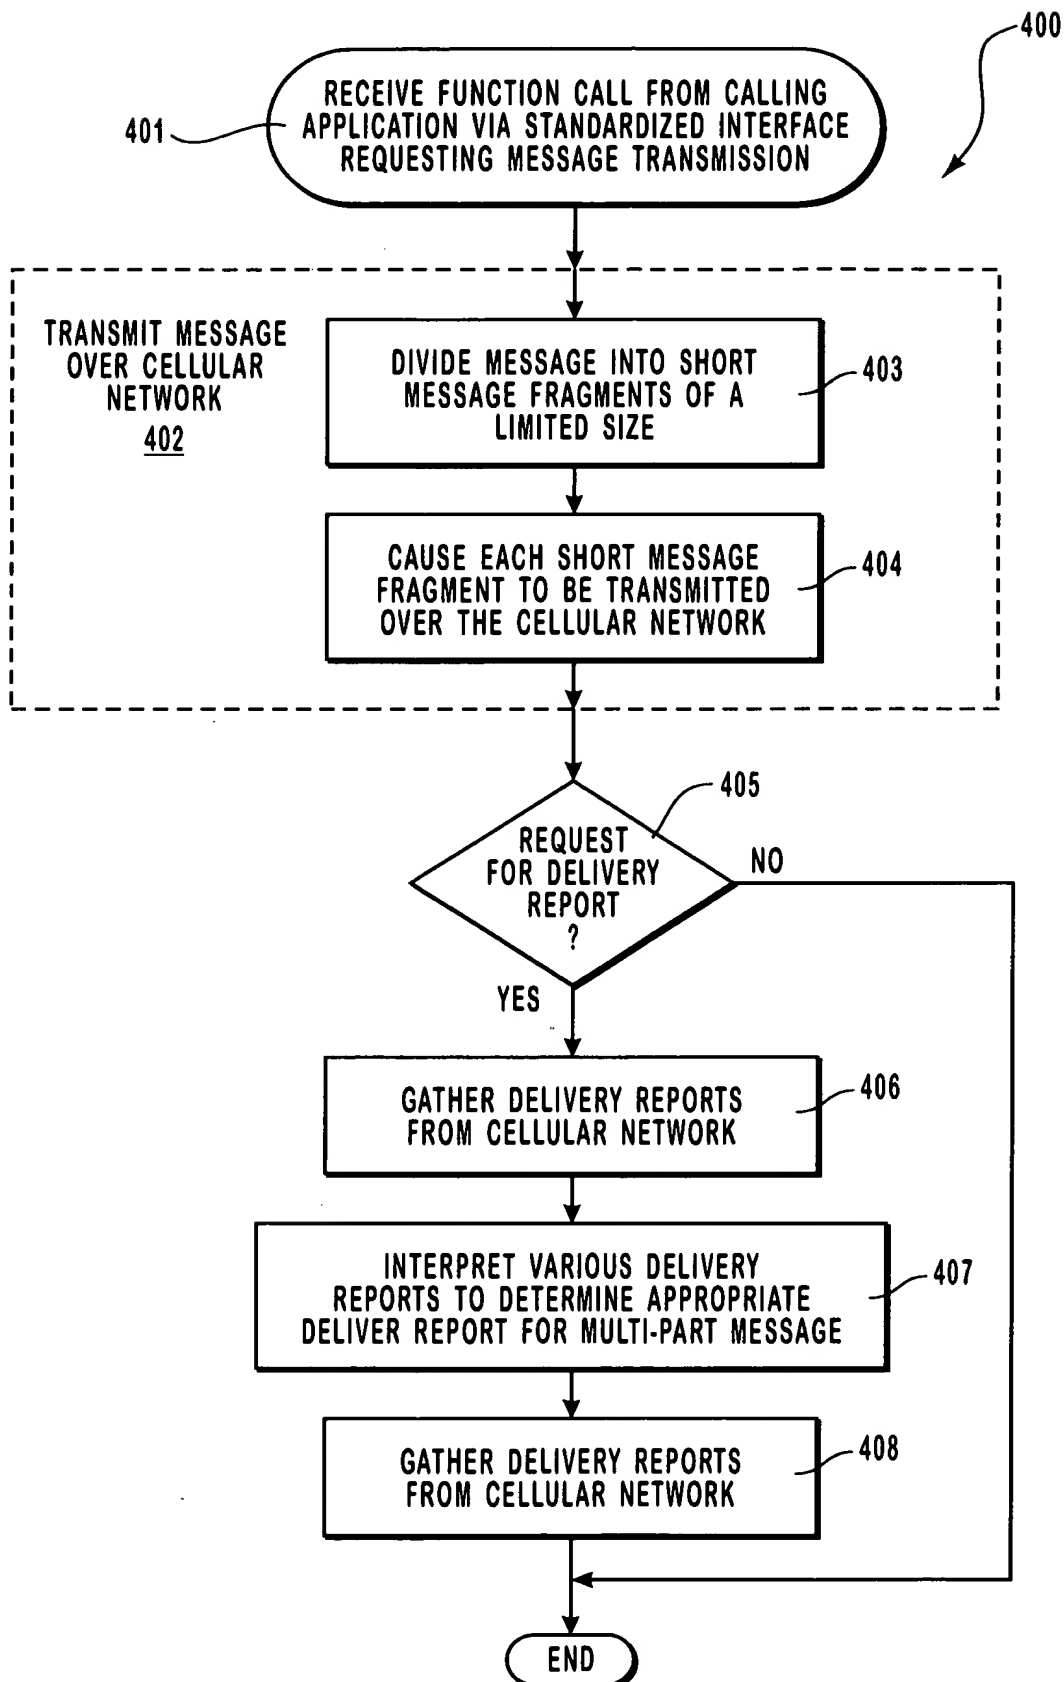 400
RECEIVE FUNCTION CALL FROM CALLING
APPLICATION VIA STANDARDIZED INTERFACE
REQUESTING MESSAGE TRANSMISSION
401
TRANSMIT MESSAGE
OVER CELLULAR
NETWORK
402
DIVIDE MESSAGE INTO SHORT
MESSAGE FRAGMENTS OF A
LIMITED SIZE
403
CAUSE EACH SHORT MESSAGE
FRAGMENT TO BE TRANSMITTED
OVER THE CELLULAR NETWORK
404
405
REQUEST
FOR DELIVERY
REPORT
?
NO
YES
GATHER DELIVERY REPORTS
FROM CELLULAR NETWORK
406
INTERPRET VARIOUS DELIVERY
REPORTS TO DETERMINE APPROPRIATE
DELIVER REPORT FOR MULTI-PART MESSAGE
407
GATHER DELIVERY REPORTS
FROM CELLULAR NETWORK
408
END